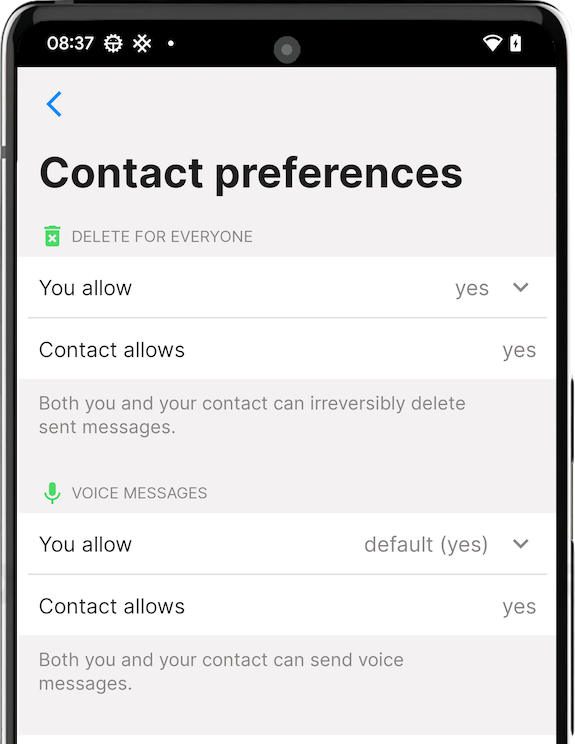 08:37
Contact preferences
DELETE FOR EVERYONE
You allow yes
Contact allows yes
Both you and your contact can irreversibly delete
sent messages.
VOICE MESSAGES
You allow default (yes)
Contact allows yes
Both you and your contact can send voice
messages.